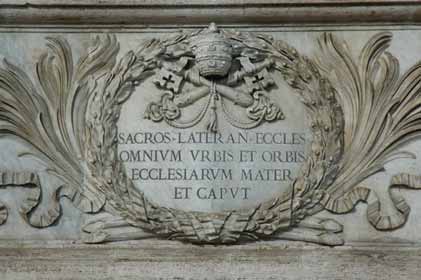 SACROS·LATERAN·ECCLES
OMNIVM VRBIS ET ORBIS
ECCLESIARVM MATER
ET CAPVT